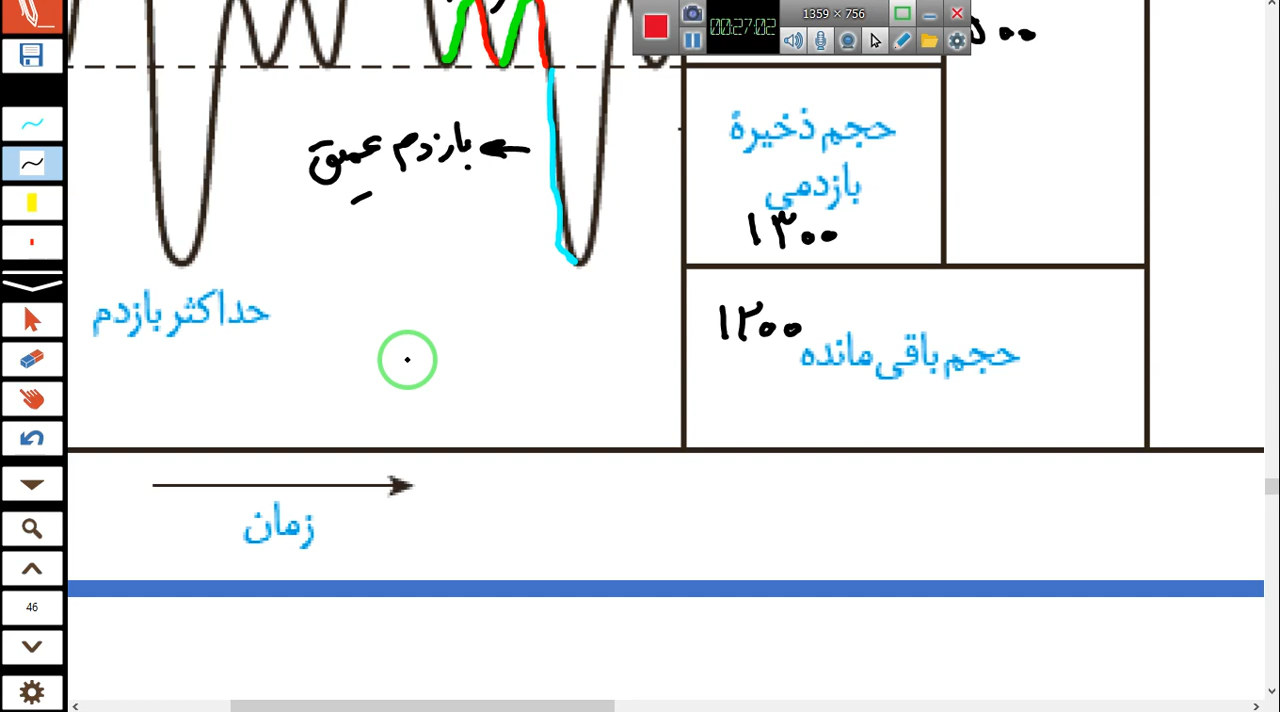 00:27:02
1359 × 756
۵۰۰
حجم ذخیرهٔ
بازدمی
۱۳۰۰
← بازدم عمیق
حداکثر بازدم
۱۲۰۰
حجم باقی‌مانده
زمان
46